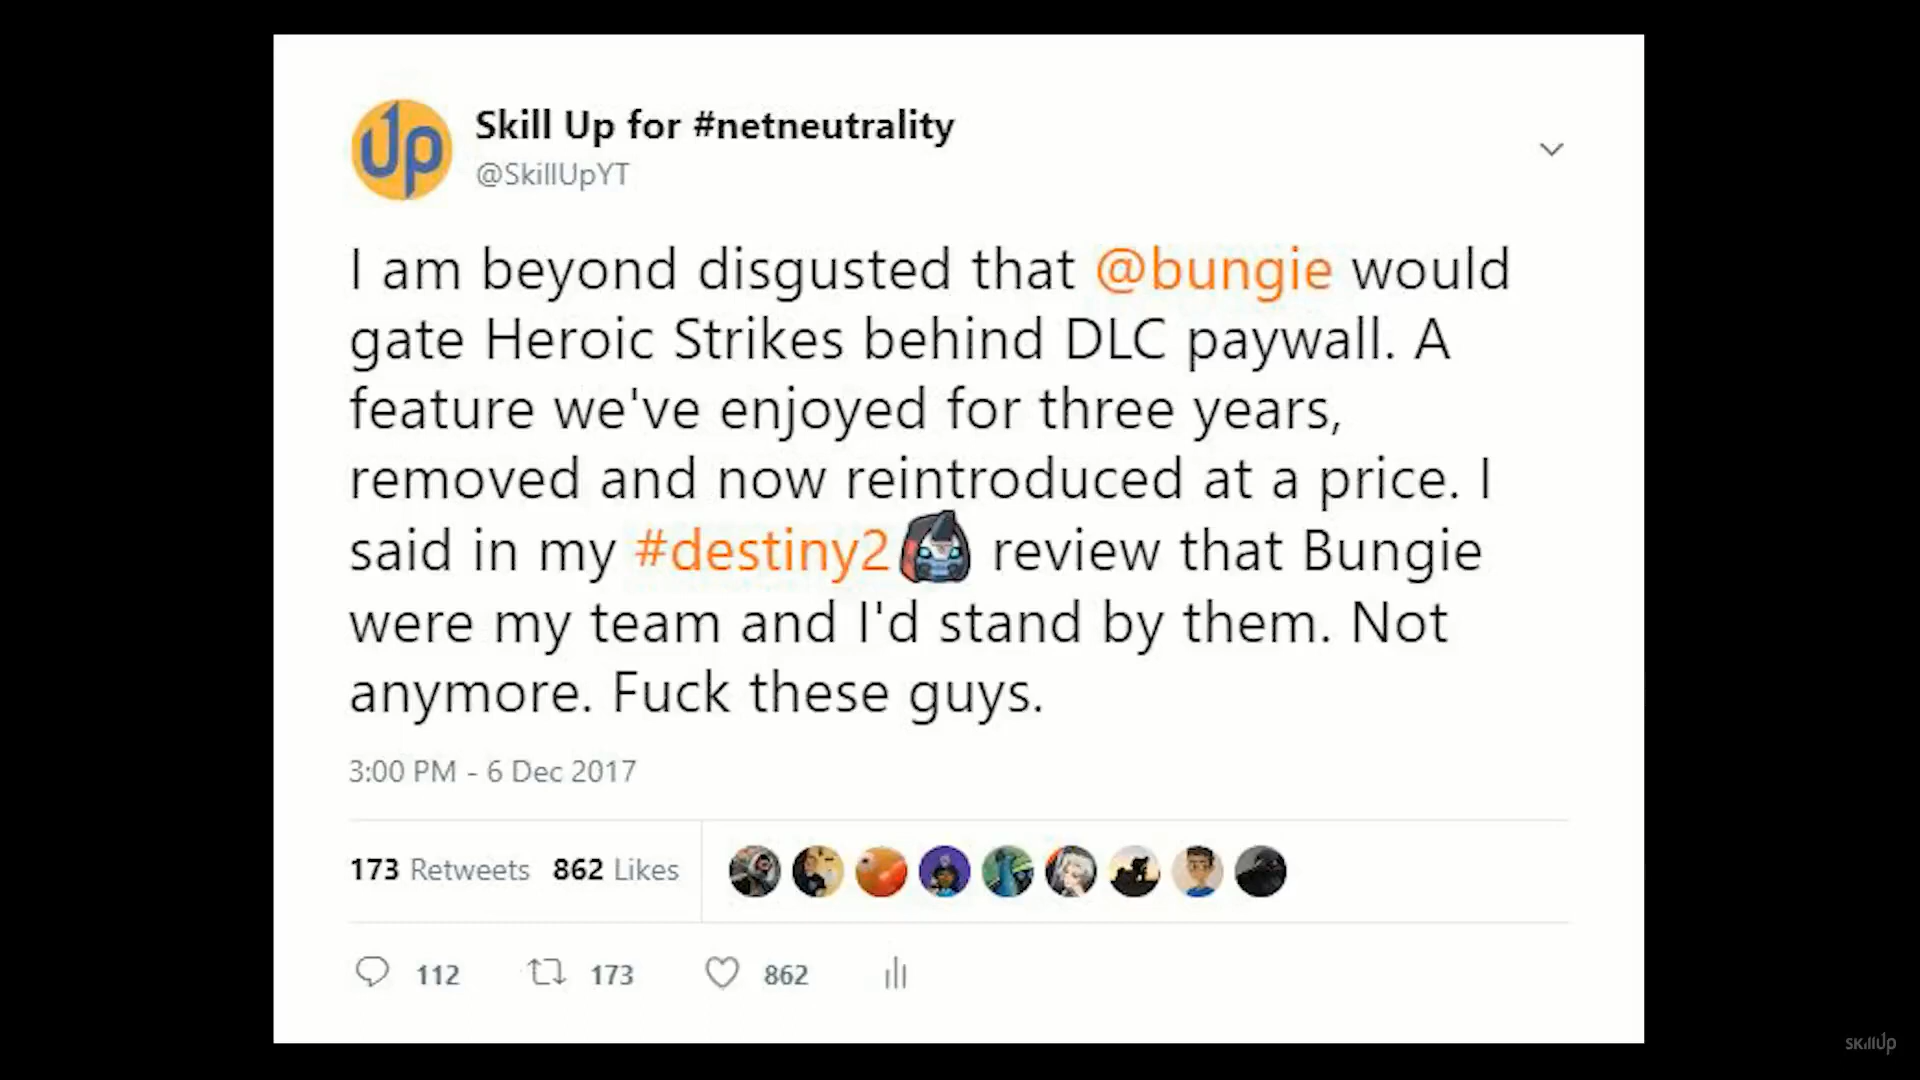 Up
Skill Up for #netneutrality
@SkillUpYT
I am beyond disgusted that @bungie would
gate Heroic Strikes behind DLC paywall. A
feature we've enjoyed for three years,
removed and now reintroduced at a price. I
said in my #destiny2 review that Bungie
were my team and I'd stand by them. Not
anymore. Fuck these guys.
3:00 PM - 6 Dec 2017
173 Retweets 862 Likes
112 173 862
SKillUp